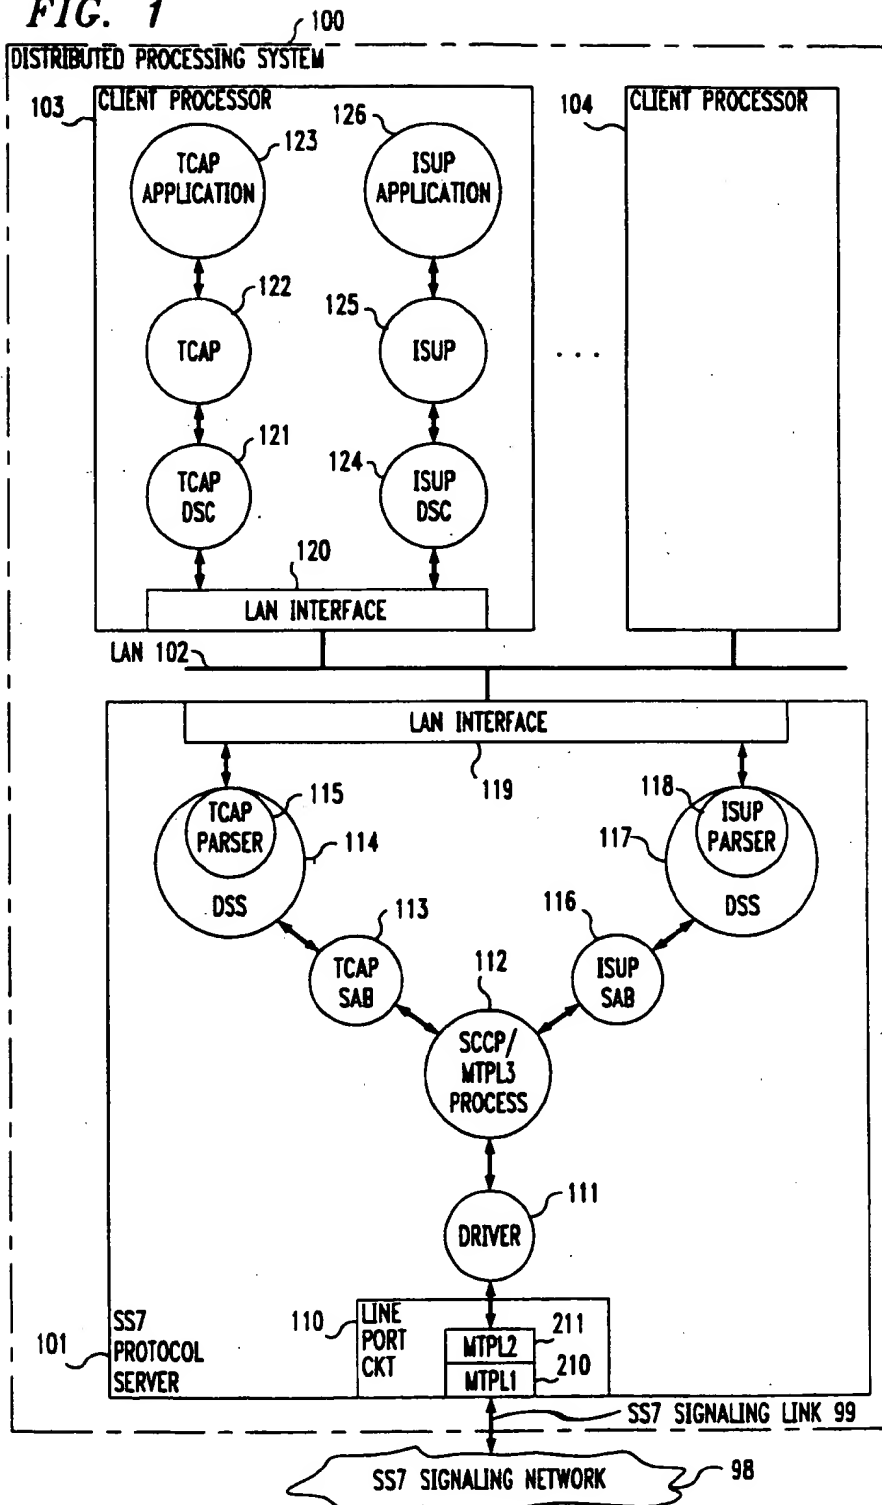 FIG. 1
100
DISTRIBUTED PROCESSING SYSTEM
103
CLIENT PROCESSOR
104
CLIENT PROCESSOR
TCAP
APPLICATION
123
126
ISUP
APPLICATION
122
TCAP
125
ISUP
. . .
121
TCAP
DSC
124
ISUP
DSC
120
LAN INTERFACE
LAN 102
LAN INTERFACE
119
TCAP
PARSER
115
114
DSS
118
ISUP
PARSER
117
DSS
113
TCAP
SAB
116
ISUP
SAB
112
SCCP/
MTPL3
PROCESS
111
DRIVER
110
LINE
PORT
CKT
MTPL2
211
MTPL1
210
101
SS7
PROTOCOL
SERVER
SS7 SIGNALING LINK 99
SS7 SIGNALING NETWORK
98